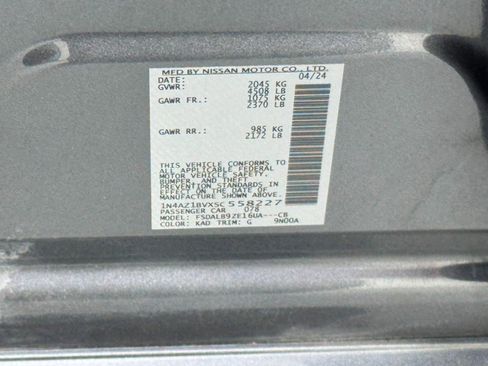 MFD BY NISSAN MOTOR CO., LTD.
DATE: 04/24
GVWR: 2045 KG
4508 LB
GAWR FR.: 1075 KG
2370 LB
GAWR RR.: 985 KG
2172 LB
THIS VEHICLE CONFORMS TO
ALL APPLICABLE FEDERAL
MOTOR VEHICLE SAFETY,
BUMPER, AND THEFT
PREVENTION STANDARDS IN
EFFECT ON THE DATE OF
MANUFACTURE SHOWN ABOVE.
1N4AZ1BVXSC 558227
PASSENGER CAR 078
MODEL: FSDALB9ZE16UA---CB
COLOR: KAD TRIM: G 9N00A